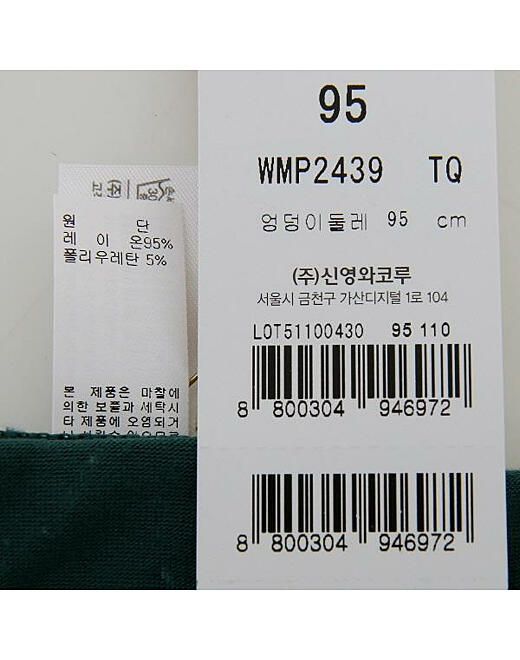 95
WMP2439 TQ
엉덩이둘레 95 cm
(주)신영와코루
서울시 금천구 가산디지털 1로 104
LOT51100430 95 110
8 800304 946972
8 800304 946972
30
(주)
원 단
레 이 온95%
폴리우레탄 5%
본 제품은 마찰에
의한 보풀과 세탁시
타 제품에 오염되거